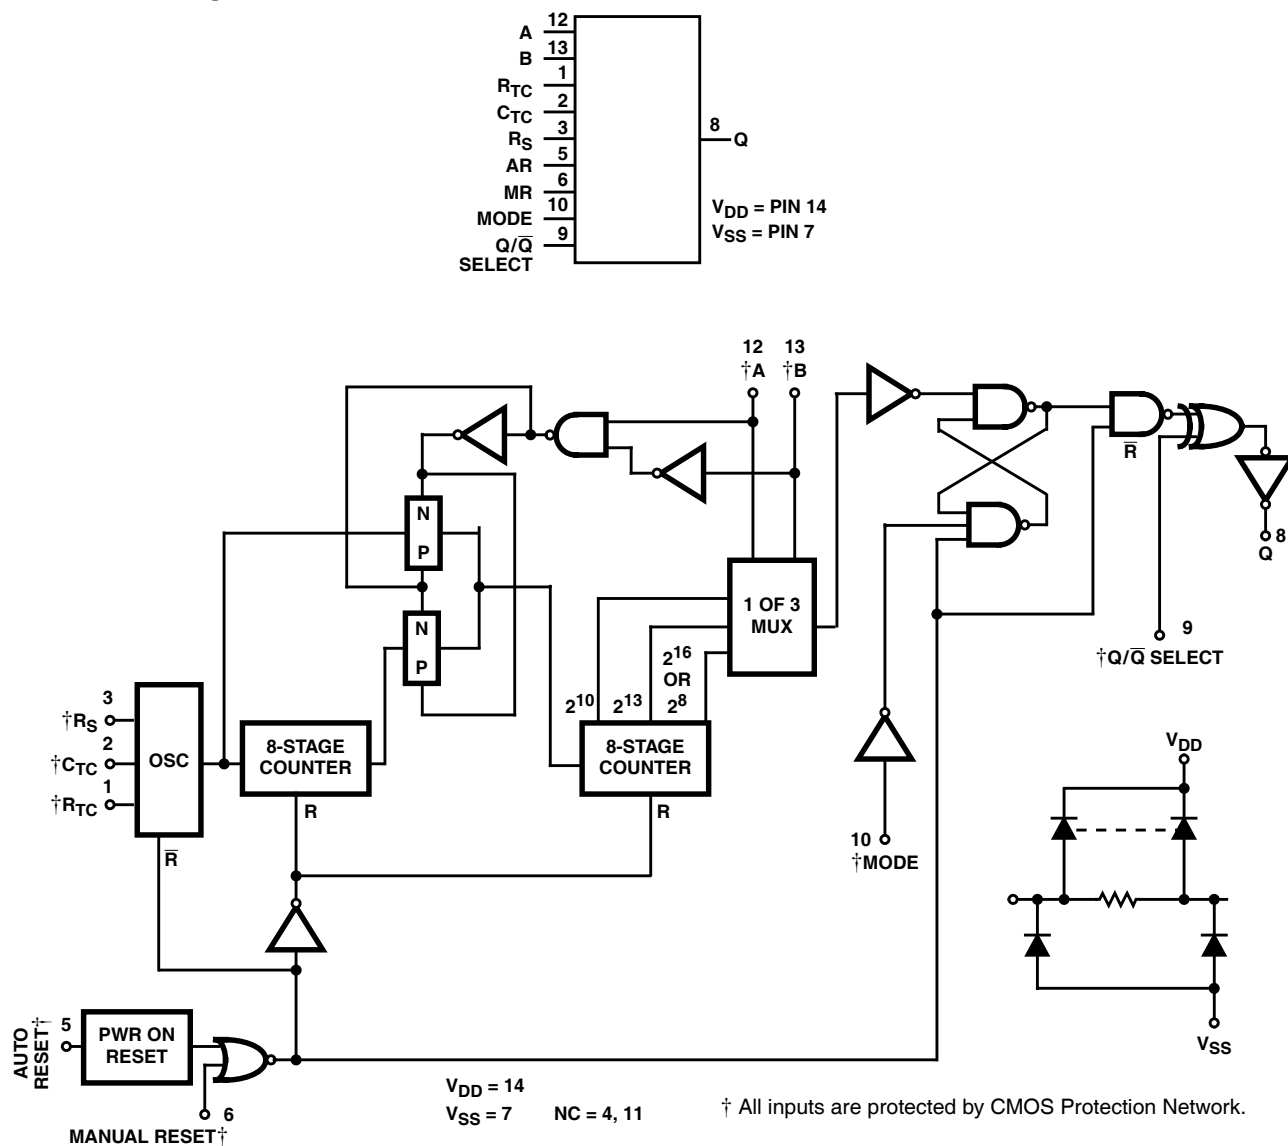 12
A
13
B
1
RTC
2
CTC
3
RS
5
AR
6
MR
10
MODE
9
Q/Q̅
SELECT
8
Q
VDD = PIN 14
VSS = PIN 7
12
†A
13
†B
N
P
N
P
1 OF 3
MUX
R̅
8
Q
9
†Q/Q̅ SELECT
2^16
OR
2^10
2^13
2^8
3
†RS
2
†CTC
1
†RTC
OSC
8-STAGE
COUNTER
8-STAGE
COUNTER
R
R
R̅
10
†MODE
VDD
VSS
AUTO
RESET†
5
PWR ON
RESET
6
MANUAL RESET†
VDD = 14
VSS = 7
NC = 4, 11
† All inputs are protected by CMOS Protection Network.